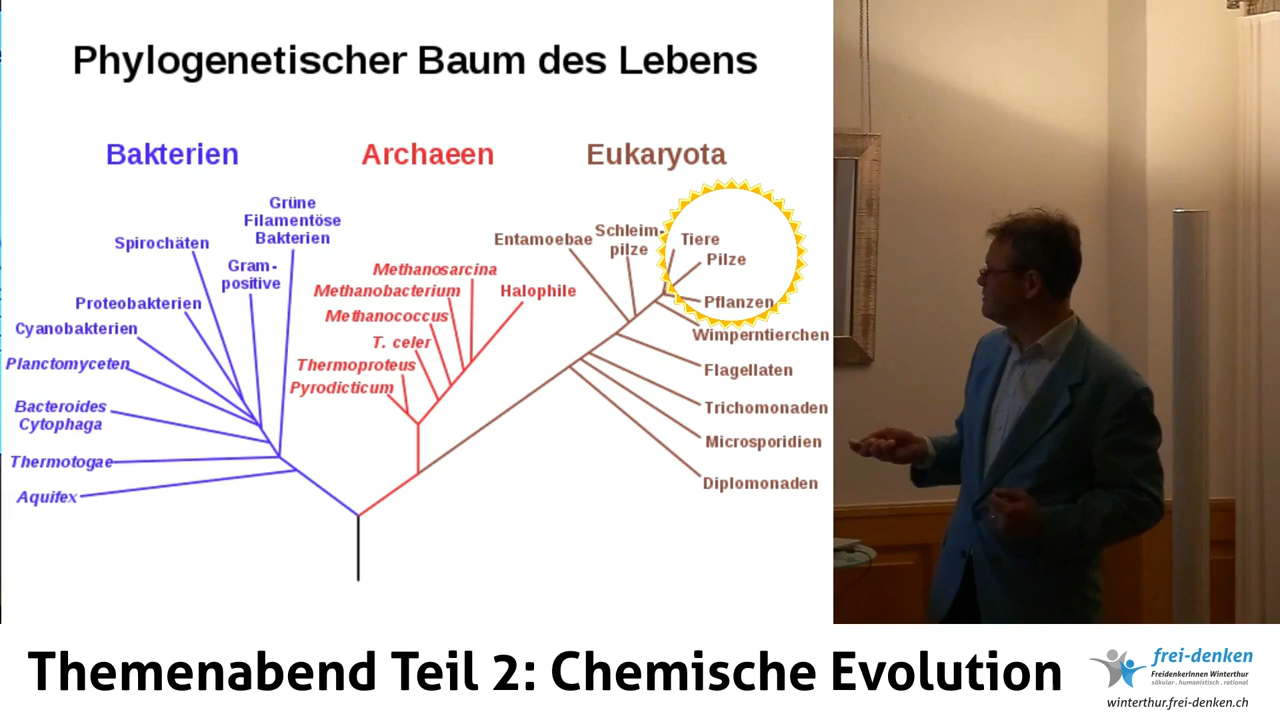 Phylogenetischer Baum des Lebens
Bakterien
Archaeen
Eukaryota
Grüne
Filamentöse
Bakterien
Spirochäten
Gram-
positive
Proteobakterien
Cyanobakterien
Planctomyceten
Bacteroides
Cytophaga
Thermotogae
Aquifex
Methanosarcina
Methanobacterium
Halophile
Methanococcus
T. celer
Thermoproteus
Pyrodicticum
Entamoebae
Schleim-
pilze
Tiere
Pilze
Pflanzen
Wimperntierchen
Flagellaten
Trichomonaden
Microsporidien
Diplomonaden
Themenabend Teil 2: Chemische Evolution
frei-denken
FreidenkerInnen Winterthur
säkular . humanistisch . rational
winterthur.frei-denken.ch